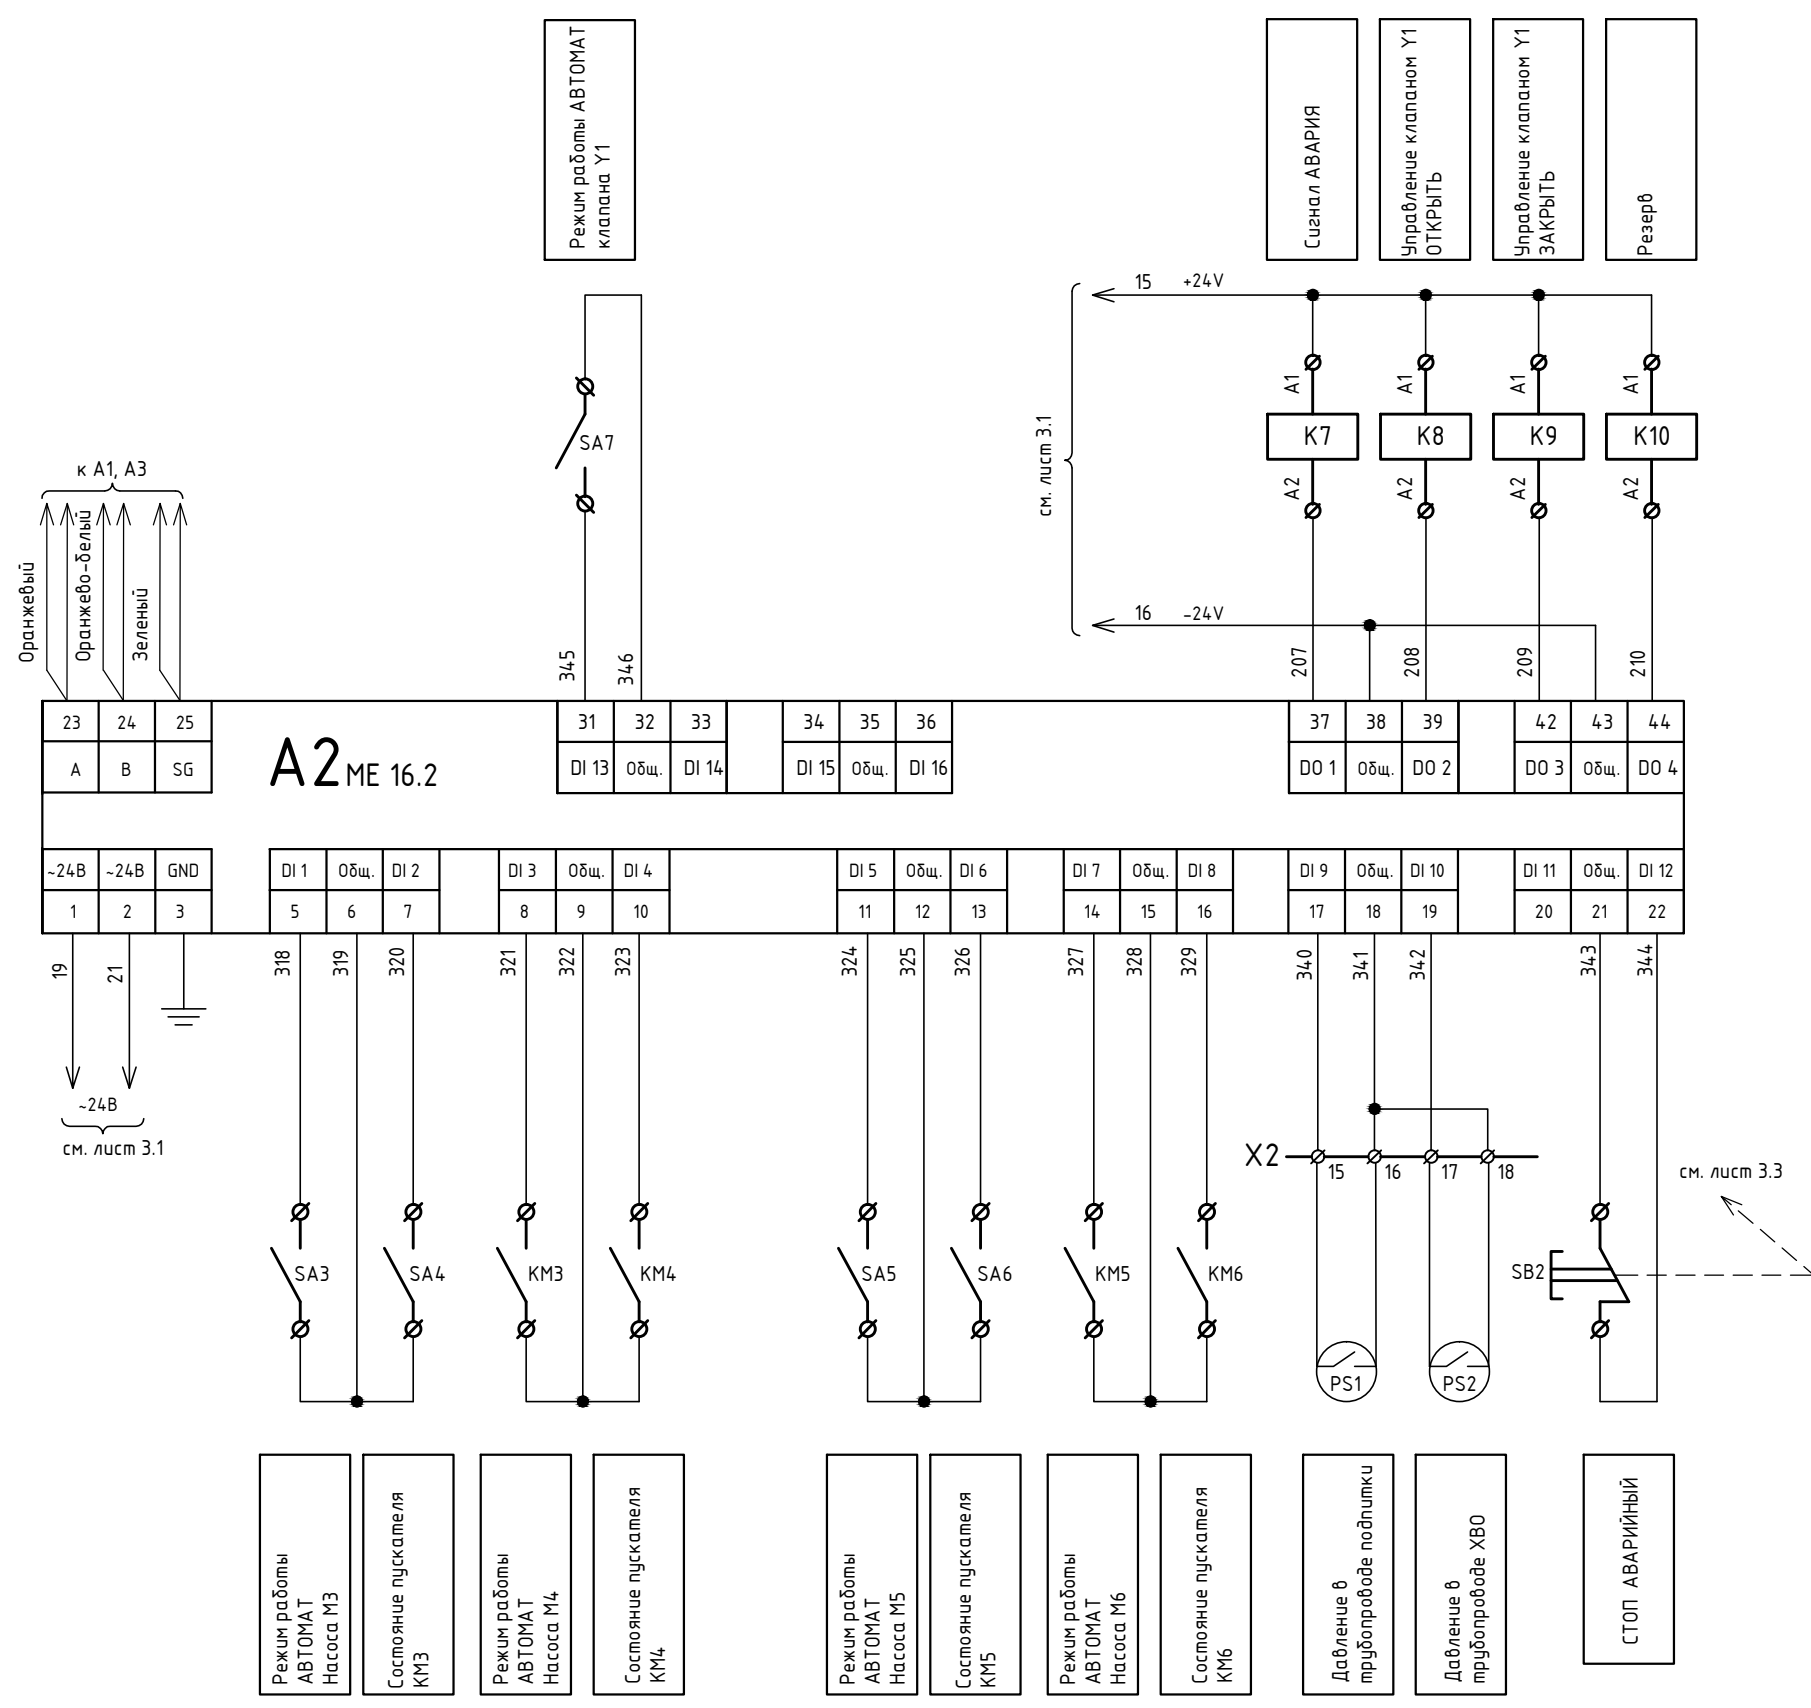 Режим работы АВТОМАТ
клапана Y1
Сигнал АВАРИЯ
Управление клапаном Y1
ОТКРЫТЬ
Управление клапаном Y1
ЗАКРЫТЬ
Резерв
15 +24V
см. лист 3.1
A1 A1 A1 A1
K7 K8 K9 K10
A2 A2 A2 A2
SA7
к А1, А3
Оранжевый
Оранжево-белый
Зеленый
16 -24V
345 346 207 208 209 210
23 24 25 31 32 33 34 35 36 37 38 39 42 43 44
A B SG DI 13 Общ. DI 14 DI 15 Общ. DI 16 DO 1 Общ. DO 2 DO 3 Общ. DO 4
A2 ME 16.2
~24В ~24В GND DI 1 Общ. DI 2 DI 3 Общ. DI 4 DI 5 Общ. DI 6 DI 7 Общ. DI 8 DI 9 Общ. DI 10 DI 11 Общ. DI 12
1 2 3 5 6 7 8 9 10 11 12 13 14 15 16 17 18 19 20 21 22
19 21 318 319 320 321 322 323 324 325 326 327 328 329 340 341 342 343 344
~24В
см. лист 3.1
X2 15 16 17 18
см. лист 3.3
SA3 SA4 KM3 KM4 SA5 SA6 KM5 KM6 SB2
PS1 PS2
Режим работы
АВТОМАТ
Насоса М3
Состояние пускателя
КМ3
Режим работы
АВТОМАТ
Насоса М4
Состояние пускателя
КМ4
Режим работы
АВТОМАТ
Насоса М5
Состояние пускателя
КМ5
Режим работы
АВТОМАТ
Насоса М6
Состояние пускателя
КМ6
Давление в
трубопроводе подпитки
Давление в
трубопроводе ХВО
СТОП АВАРИЙНЫЙ